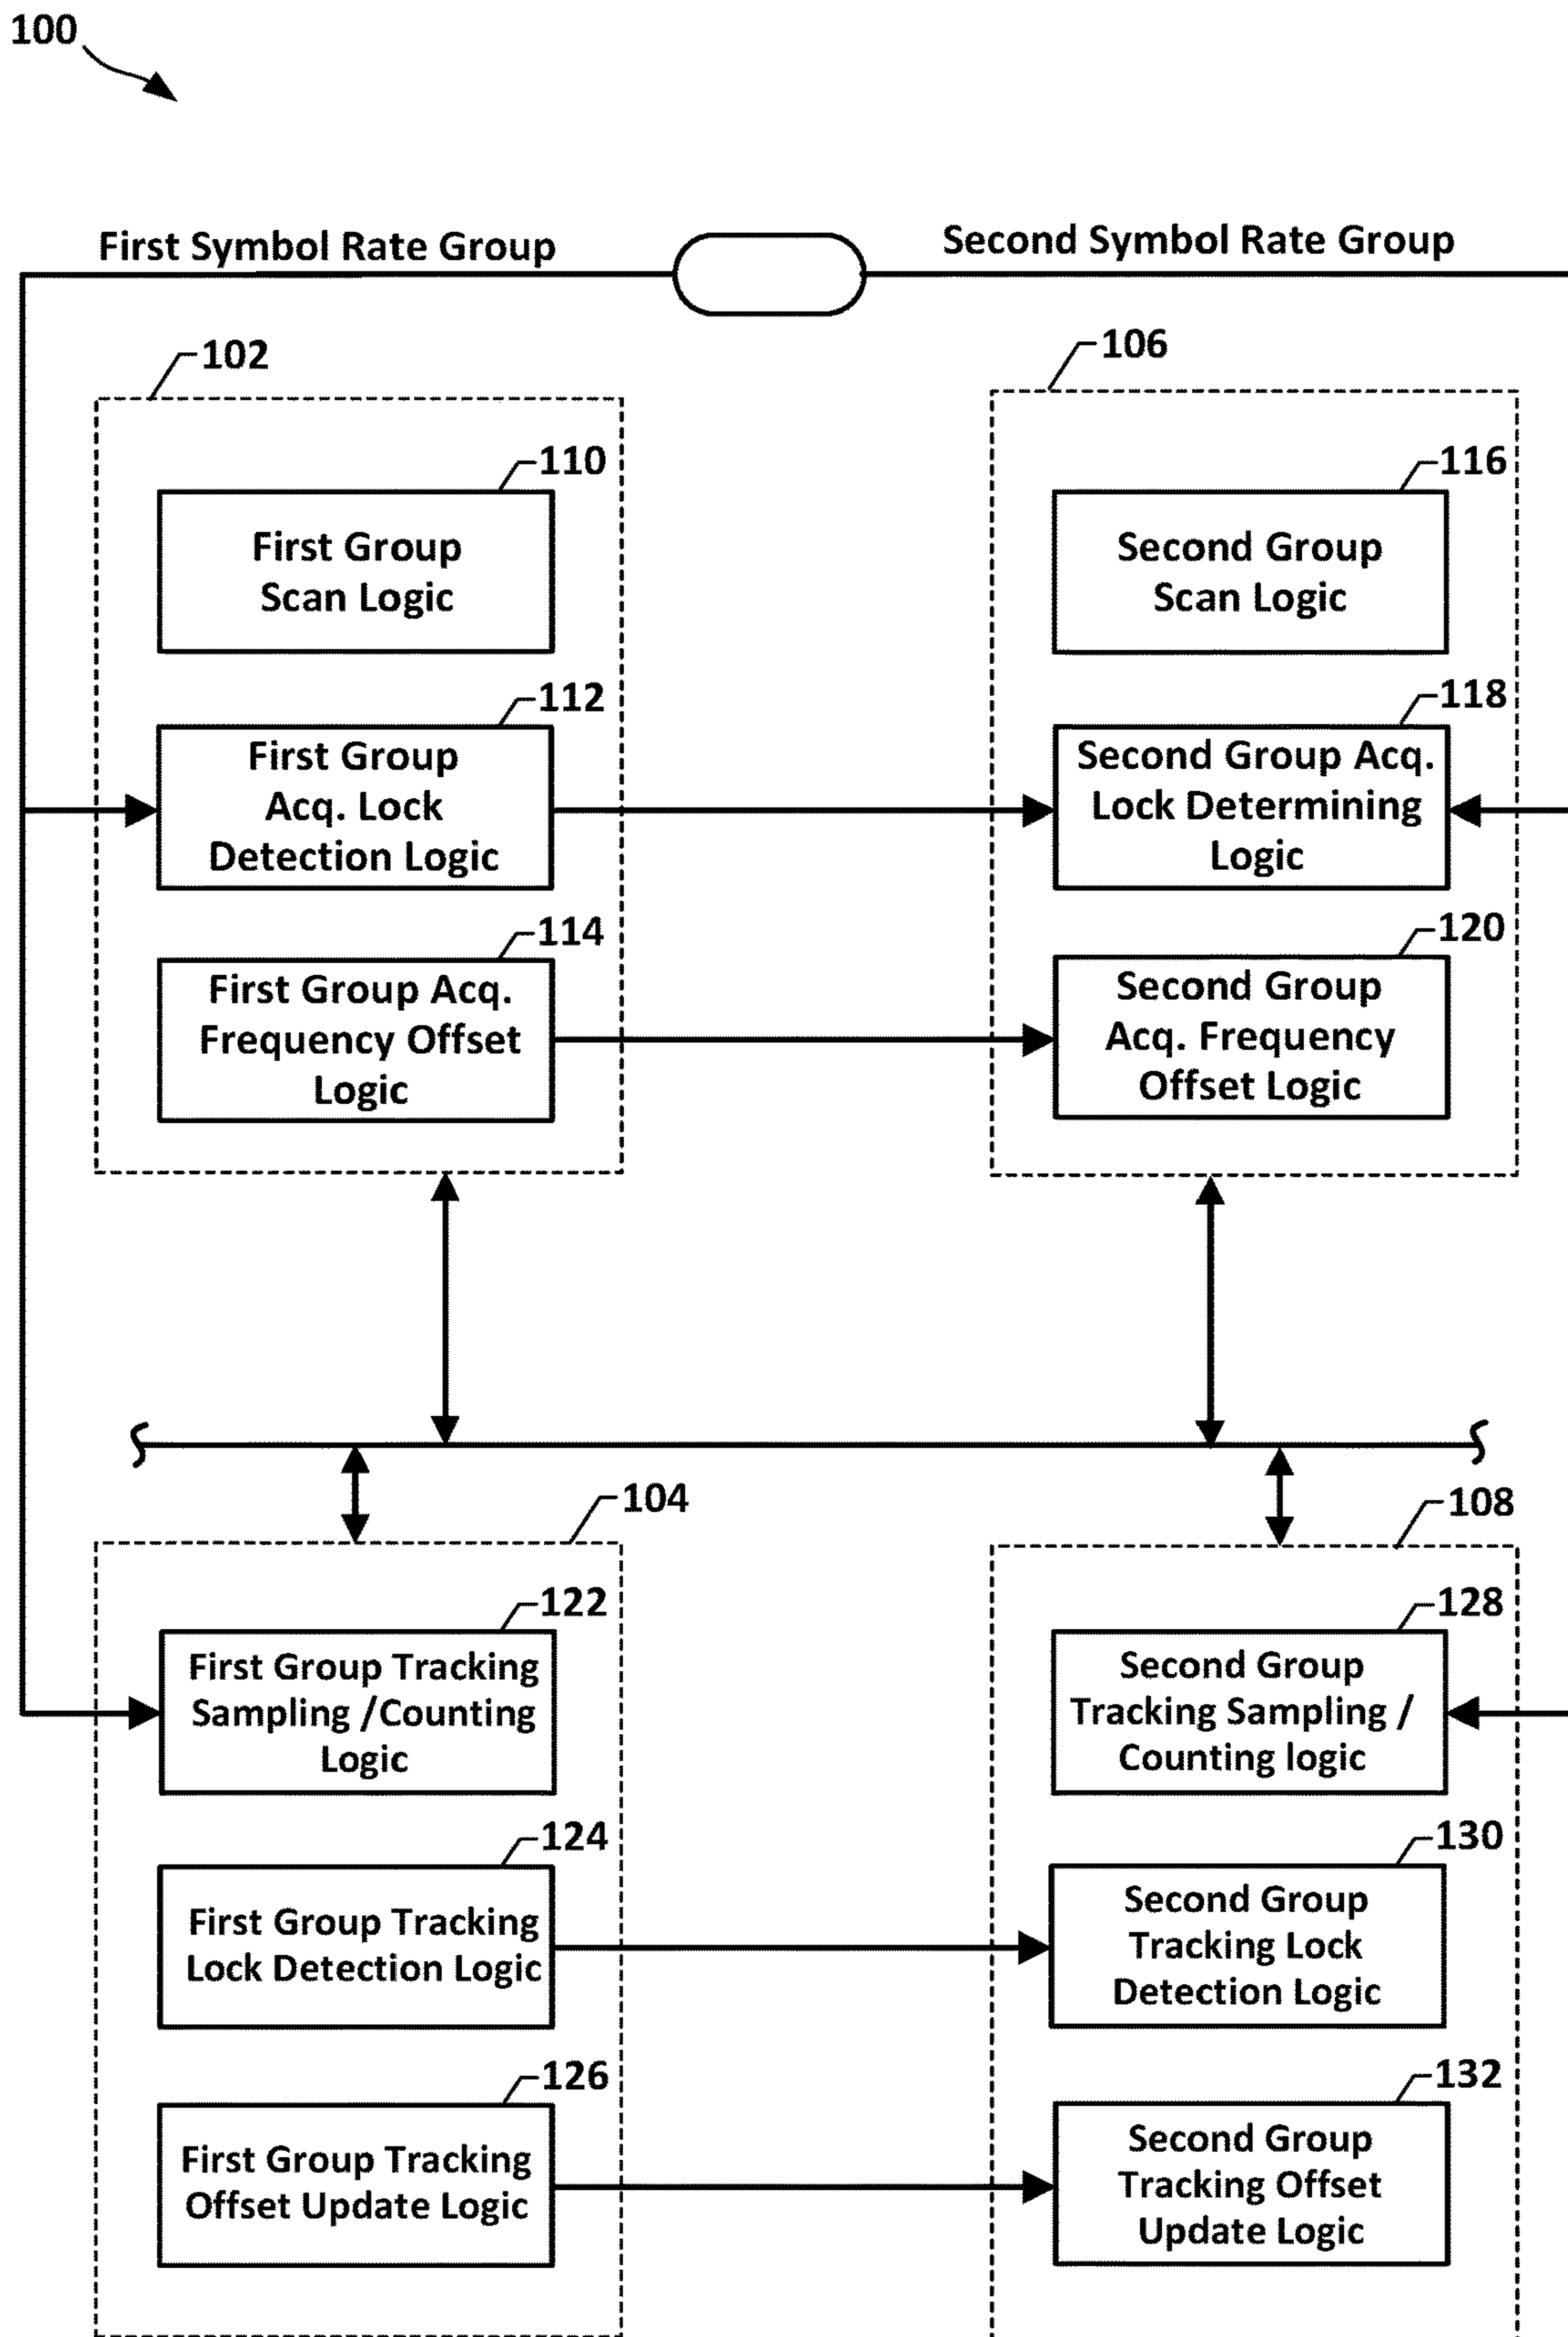 100
First Symbol Rate Group
Second Symbol Rate Group
102
106
110
First Group
Scan Logic
116
Second Group
Scan Logic
112
First Group
Acq. Lock
Detection Logic
118
Second Group Acq.
Lock Determining
Logic
114
First Group Acq.
Frequency Offset
Logic
120
Second Group
Acq. Frequency
Offset Logic
104
108
122
First Group Tracking
Sampling /Counting
Logic
128
Second Group
Tracking Sampling /
Counting logic
124
First Group Tracking
Lock Detection Logic
130
Second Group
Tracking Lock
Detection Logic
126
First Group Tracking
Offset Update Logic
132
Second Group
Tracking Offset
Update Logic